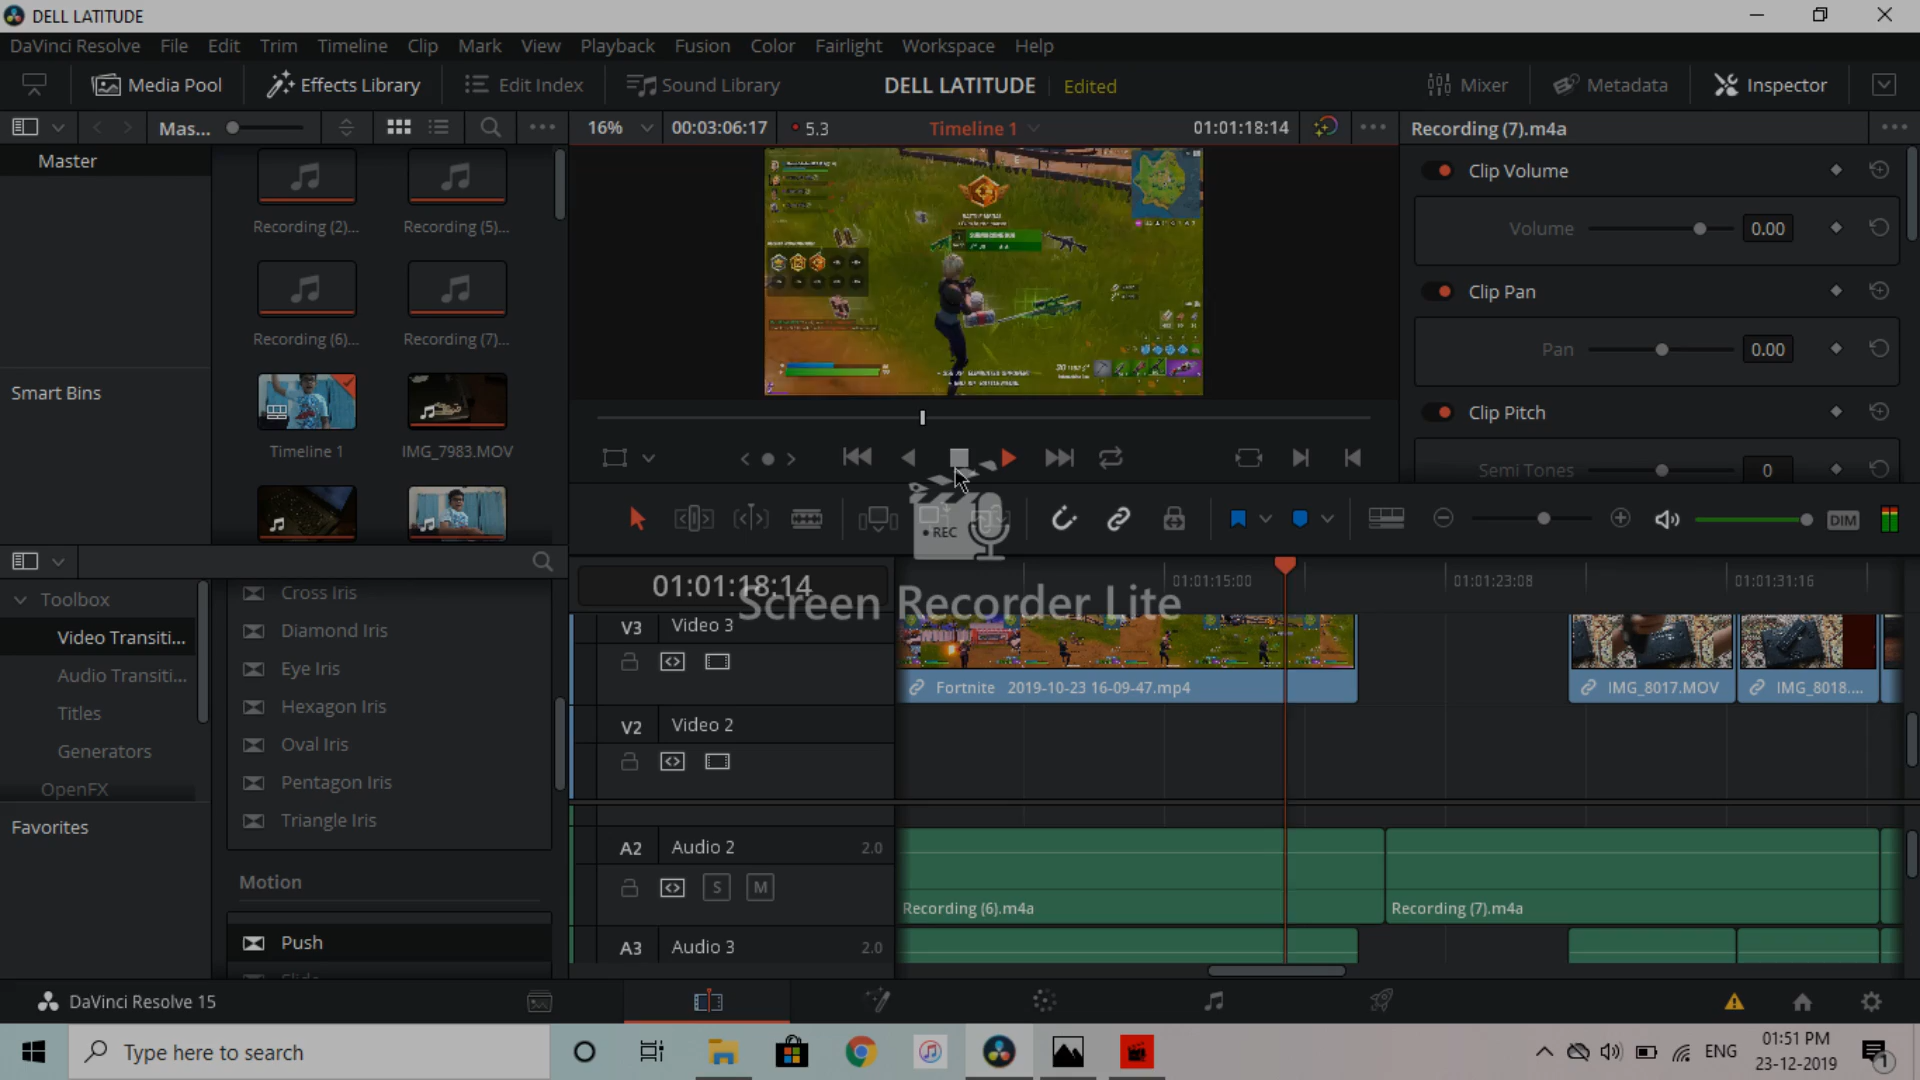 DELL LATITUDE
DaVinci Resolve File Edit Trim Timeline Clip Mark View Playback Fusion Color Fairlight Workspace Help
Media Pool Effects Library Edit Index Sound Library DELL LATITUDE Edited Mixer Metadata Inspector
Mas... 16% 00:03:06:17 5.3 Timeline 1 01:01:18:14 Recording (7).m4a
Master
Clip Volume
Recording (2)... Recording (5)...
Volume 0.00
Clip Pan
Recording (6)... Recording (7)...
Pan 0.00
Smart Bins
Clip Pitch
Timeline 1 IMG_7983.MOV
Semi Tones 0
REC
DIM
Screen Recorder Lite
01:01:18:14 01:01:15:00 01:01:23:08 01:01:31:16
Toolbox
Video Transiti...
Audio Transiti...
Titles
Generators
OpenFX
Favorites
Cross Iris
Diamond Iris
Eye Iris
Hexagon Iris
Oval Iris
Pentagon Iris
Triangle Iris
Motion
Push
V3 Video 3
Fortnite 2019-10-23 16-09-47.mp4 IMG_8017.MOV IMG_8018....
V2 Video 2
A2 Audio 2 2.0
S M
Recording (6).m4a Recording (7).m4a
A3 Audio 3 2.0
DaVinci Resolve 15
Type here to search
ENG
01:51 PM
23-12-2019
1